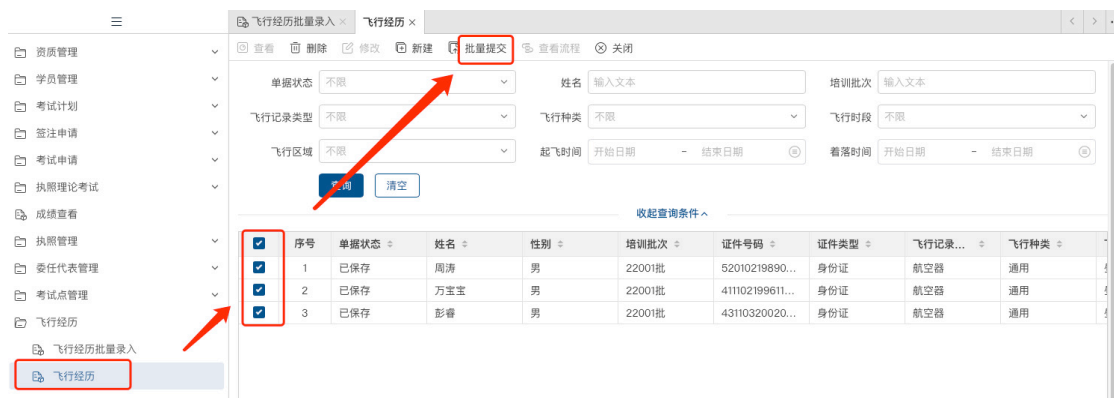 飞行经历批量录入 × 飞行经历 ×
资质管理
学员管理
考试计划
签注申请
考试申请
执照理论考试
成绩查看
执照管理
委任代表管理
考试点管理
飞行经历
飞行经历批量录入
飞行经历
查看 删除 修改 新建 批量提交 查看流程 关闭
单据状态 不限 姓名 输入文本 培训批次 输入文本
飞行记录类型 不限 飞行种类 不限 飞行时段 不限
飞行区域 不限 起飞时间 开始日期 - 结束日期 着落时间 开始日期 - 结束日期
查询 清空
收起查询条件
序号 单据状态 姓名 性别 培训批次 证件号码 证件类型 飞行记录... 飞行种类
1 已保存 周涛 男 22001批 52010219890... 身份证 航空器 通用
2 已保存 万宝宝 男 22001批 411102199611... 身份证 航空器 通用
3 已保存 彭睿 男 22001批 43110320020... 身份证 航空器 通用